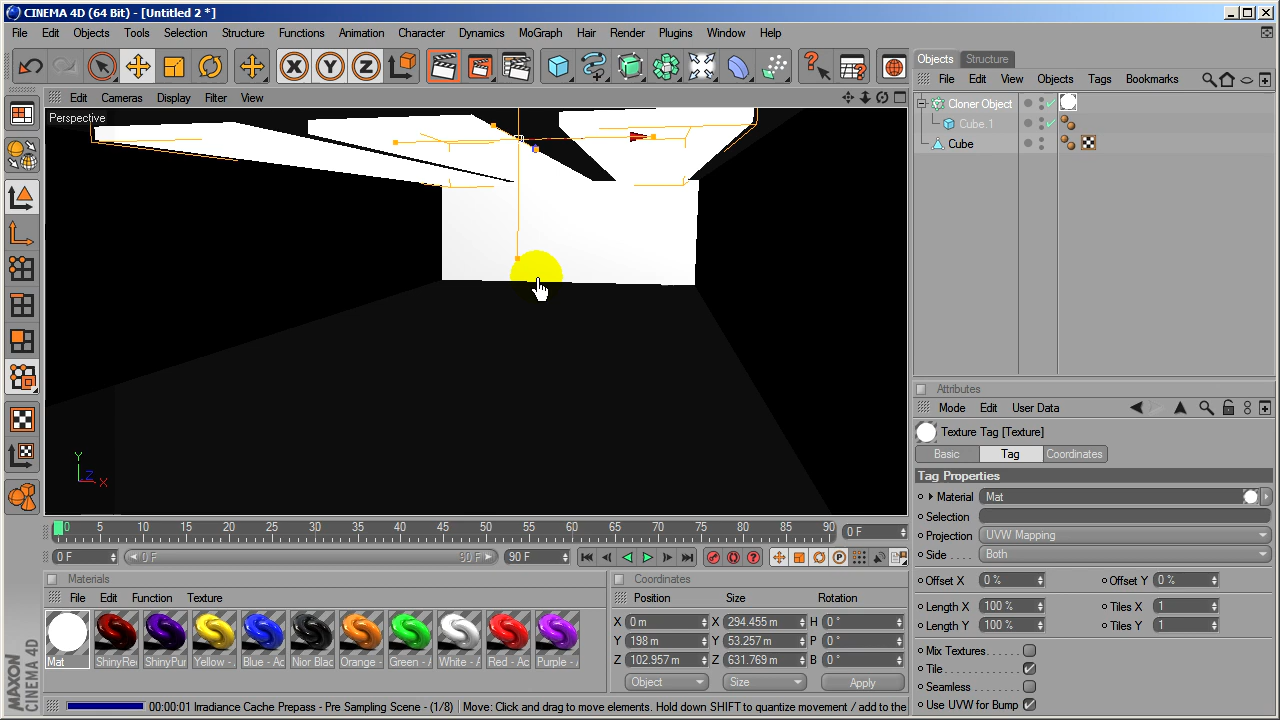 CINEMA 4D (64 Bit) - [Untitled 2 *]
File Edit Objects Tools Selection Structure Functions Animation Character Dynamics MoGraph Hair Render Plugins Window Help
X Y Z
Objects Structure
File Edit View Objects Tags Bookmarks
Edit Cameras Display Filter View
Perspective
Cloner Object
Cube.1
Cube
Y
Z
X
Attributes
Mode Edit User Data
Texture Tag [Texture]
Basic Tag Coordinates
Tag Properties
Material Mat
Selection
Projection UVW Mapping
Side . . . . Both
Offset X 0 % Offset Y 0 %
Length X 100 % Tiles X 1
Length Y 100 % Tiles Y 1
Mix Textures
Tile
Seamless
Use UVW for Bump
0 5 10 15 20 25 30 35 40 45 50 55 60 65 70 75 80 85 90 0 F
0 F 0 F 90 F 90 F
P
Materials
File Edit Function Texture
Mat ShinyRe ShinyPur Yellow - Blue - Ac Nior Blac Orange - Green - A White - A Red - Ac Purple - A
Coordinates
Position Size Rotation
X 0 m X 294.455 m H 0 °
Y 198 m Y 53.257 m P 0 °
Z 102.957 m Z 631.769 m B 0 °
Object Size Apply
MAXON
CINEMA 4D
00:00:01 Irradiance Cache Prepass - Pre Sampling Scene - (1/8) Move: Click and drag to move elements. Hold down SHIFT to quantize movement / add to the